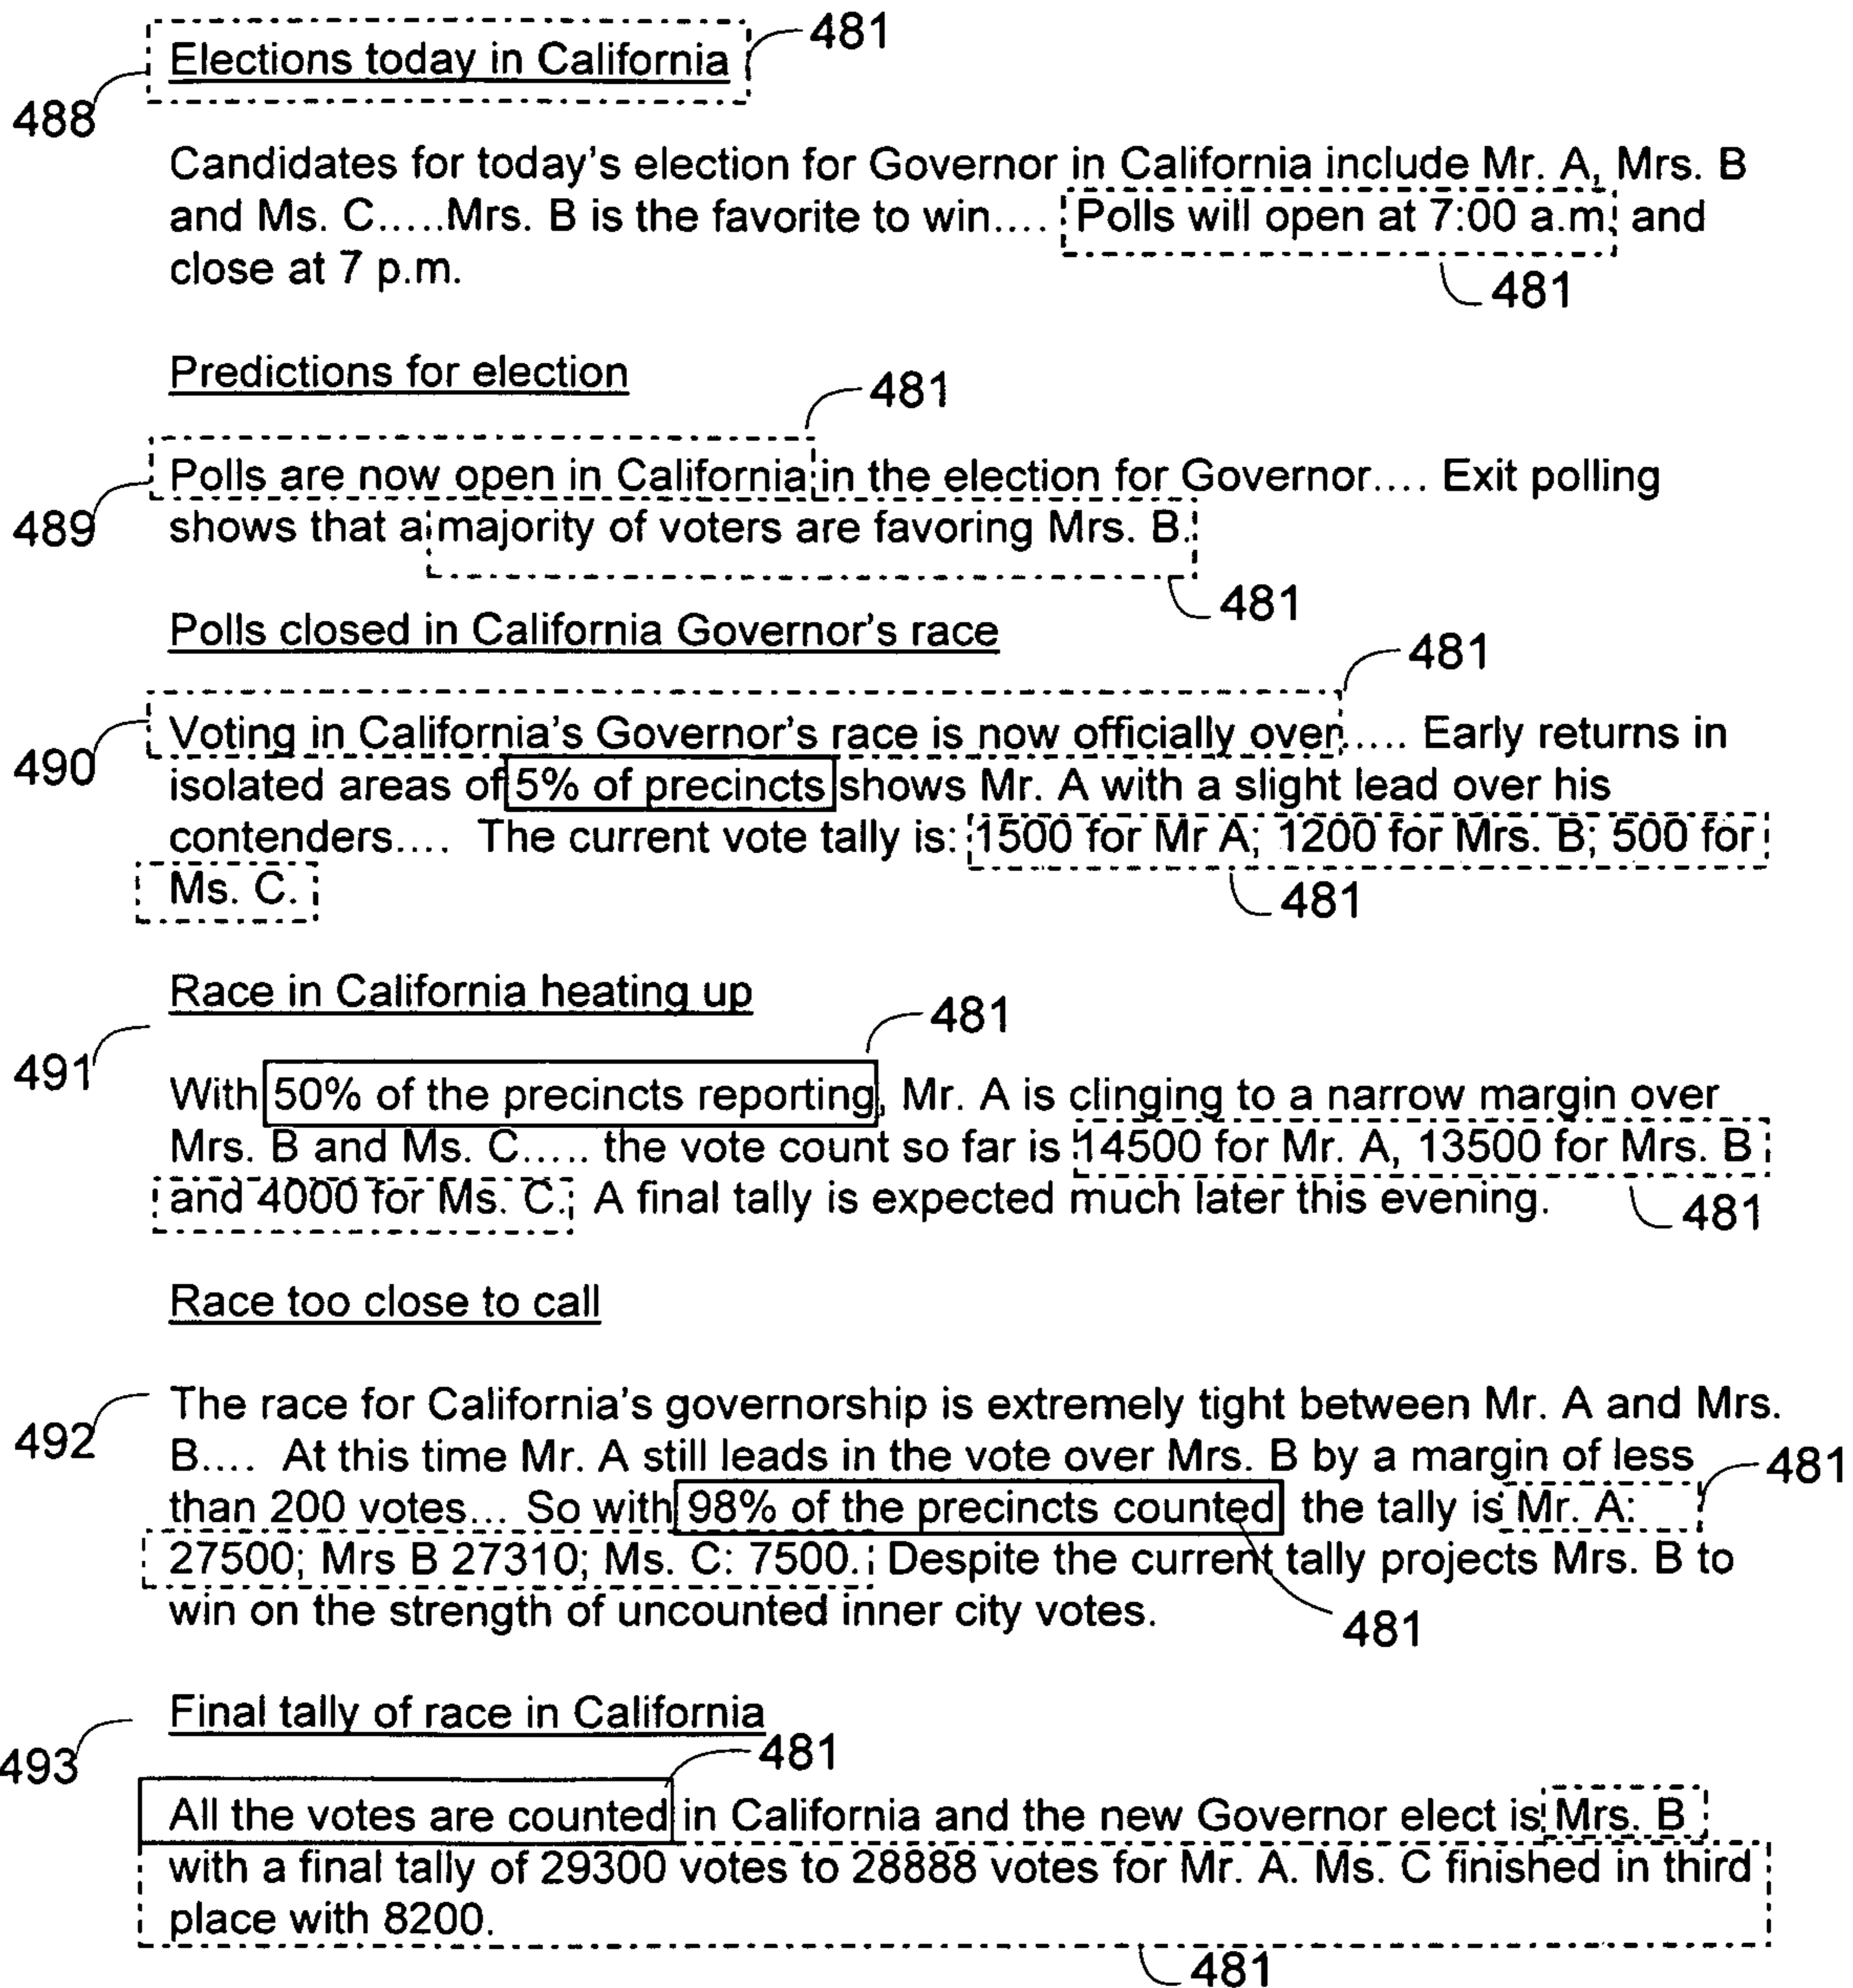 Elections today in California 481
488
Candidates for today's election for Governor in California include Mr. A, Mrs. B
and Ms. C.....Mrs. B is the favorite to win.... Polls will open at 7:00 a.m. and
close at 7 p.m.
481
Predictions for election
481
Polls are now open in California in the election for Governor.... Exit polling
489 shows that a majority of voters are favoring Mrs. B.
481
Polls closed in California Governor's race
481
Voting in California's Governor's race is now officially over..... Early returns in
490 isolated areas of 5% of precincts shows Mr. A with a slight lead over his
contenders.... The current vote tally is: 1500 for Mr A; 1200 for Mrs. B; 500 for
Ms. C.
481
Race in California heating up
481
491
With 50% of the precincts reporting, Mr. A is clinging to a narrow margin over
Mrs. B and Ms. C..... the vote count so far is 14500 for Mr. A, 13500 for Mrs. B
and 4000 for Ms. C. A final tally is expected much later this evening.
481
Race too close to call
The race for California's governorship is extremely tight between Mr. A and Mrs.
492 B.... At this time Mr. A still leads in the vote over Mrs. B by a margin of less
481
than 200 votes... So with 98% of the precincts counted the tally is Mr. A:
27500; Mrs B 27310; Ms. C: 7500. Despite the current tally projects Mrs. B to
win on the strength of uncounted inner city votes.
481
Final tally of race in California
493
481
All the votes are counted in California and the new Governor elect is Mrs. B
with a final tally of 29300 votes to 28888 votes for Mr. A. Ms. C finished in third
place with 8200.
481